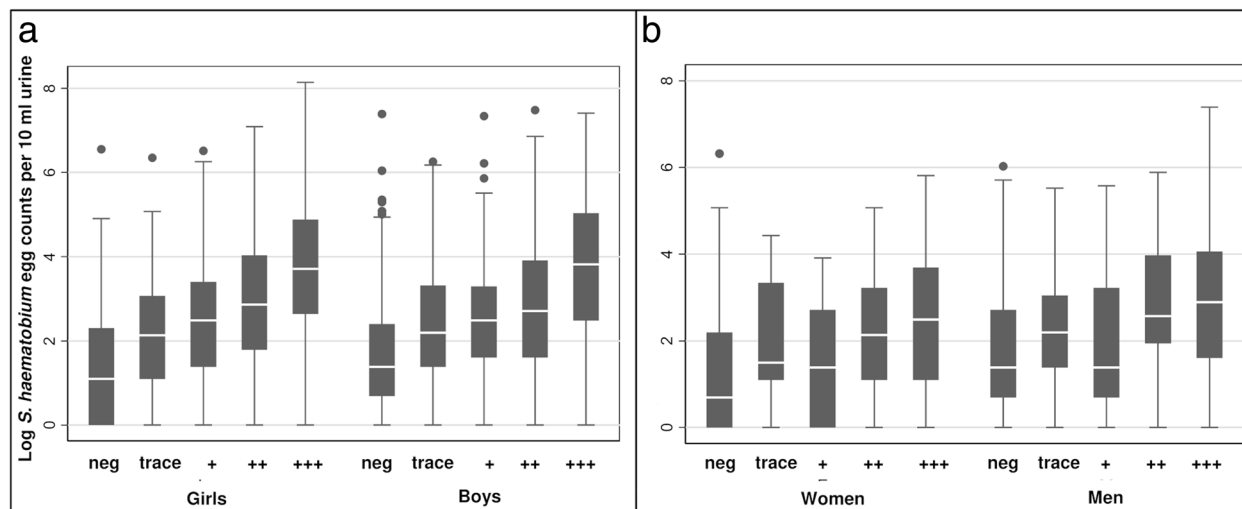 a
Log S. haematobium egg counts per 10 ml urine
8
6
4
2
0
neg trace + ++ +++ neg trace + ++ +++
Girls Boys
b
8
6
4
2
0
neg trace + ++ +++ neg trace + ++ +++
Women Men